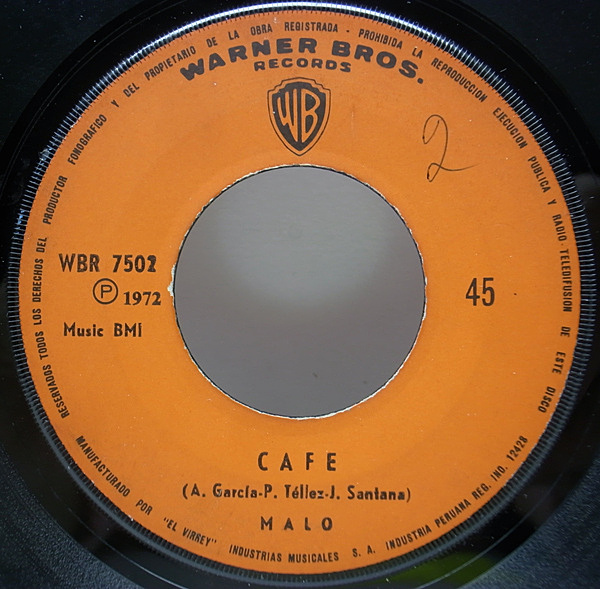 RESERVADOS TODOS LOS DERECHOS DEL PRODUCTOR FONOGRAFICO Y DEL PROPIETARIO DE LA OBRA REGISTRADA - PROHIBIDA LA REPRODUCCION EJECUCION PUBLICA Y RADIO-TELEDIFUSION DE ESTE DISCO
WARNER BROS.
RECORDS
WB
2
WBR 7502
Ⓟ 1972
Music BMI
45
CAFE
(A. García-P. Téllez-J. Santana)
MALO
MANUFACTURADO POR "EL VIRREY" INDUSTRIAS MUSICALES S. A. INDUSTRIA PERUANA REG. IND. 12428